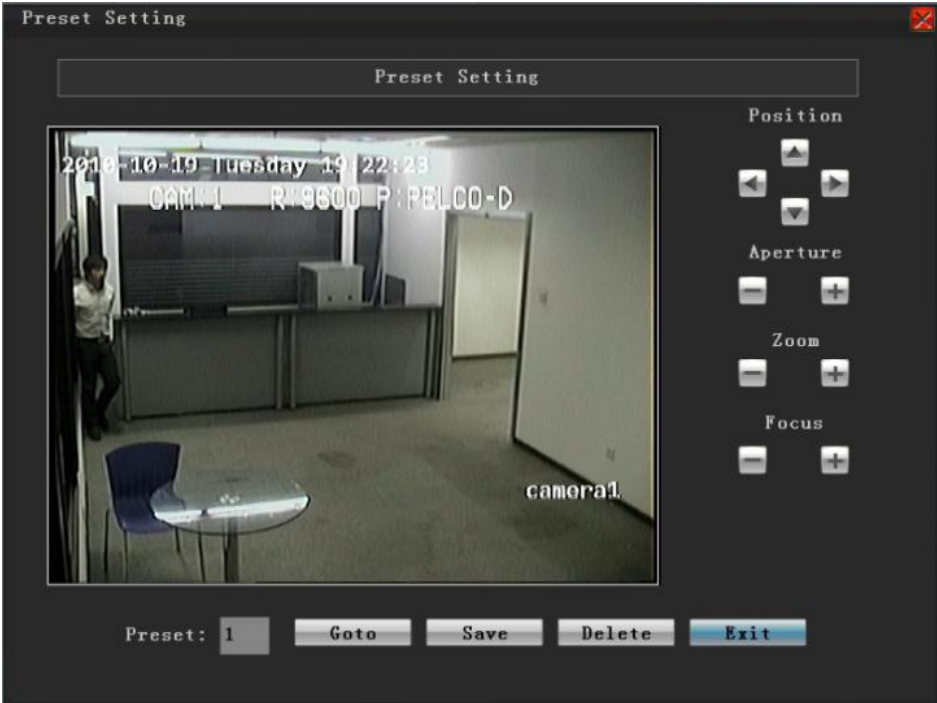 Preset Setting
Preset Setting
2010-10-19 Tuesday 19:22:23
CAM:1 R:9600 P:PELCO-D
camera1
Position
Aperture
Zoom
Focus
Preset: 1 Goto Save Delete Exit